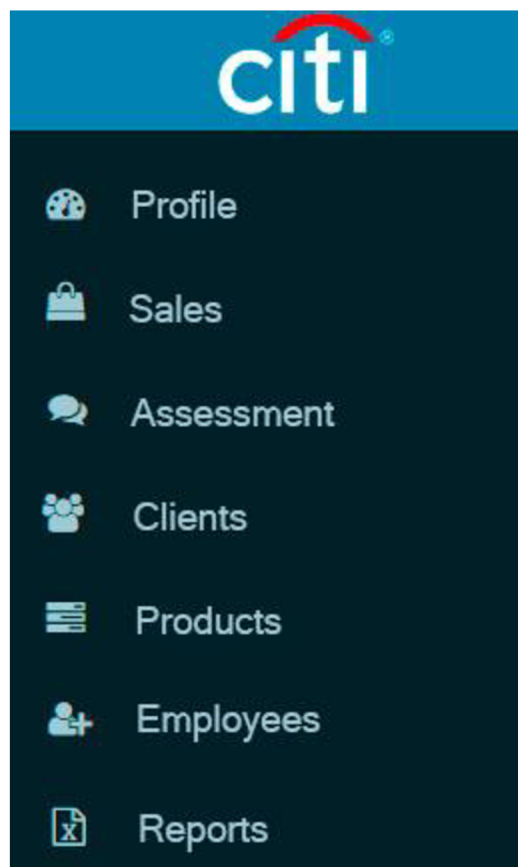 citi®
Profile
Sales
Assessment
Clients
Products
Employees
Reports